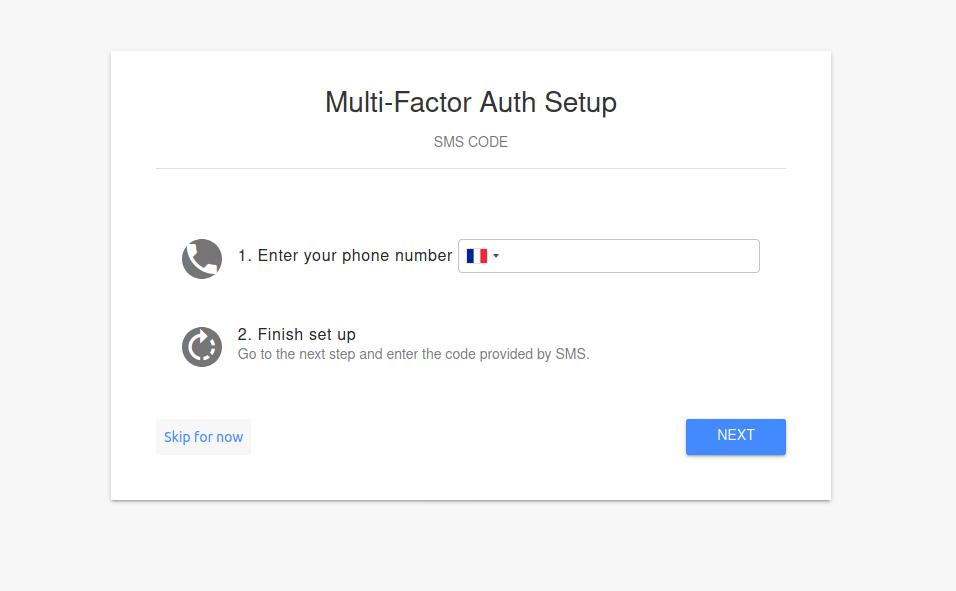 Multi-Factor Auth Setup
SMS CODE
1. Enter your phone number
2. Finish set up
Go to the next step and enter the code provided by SMS.
Skip for now
NEXT